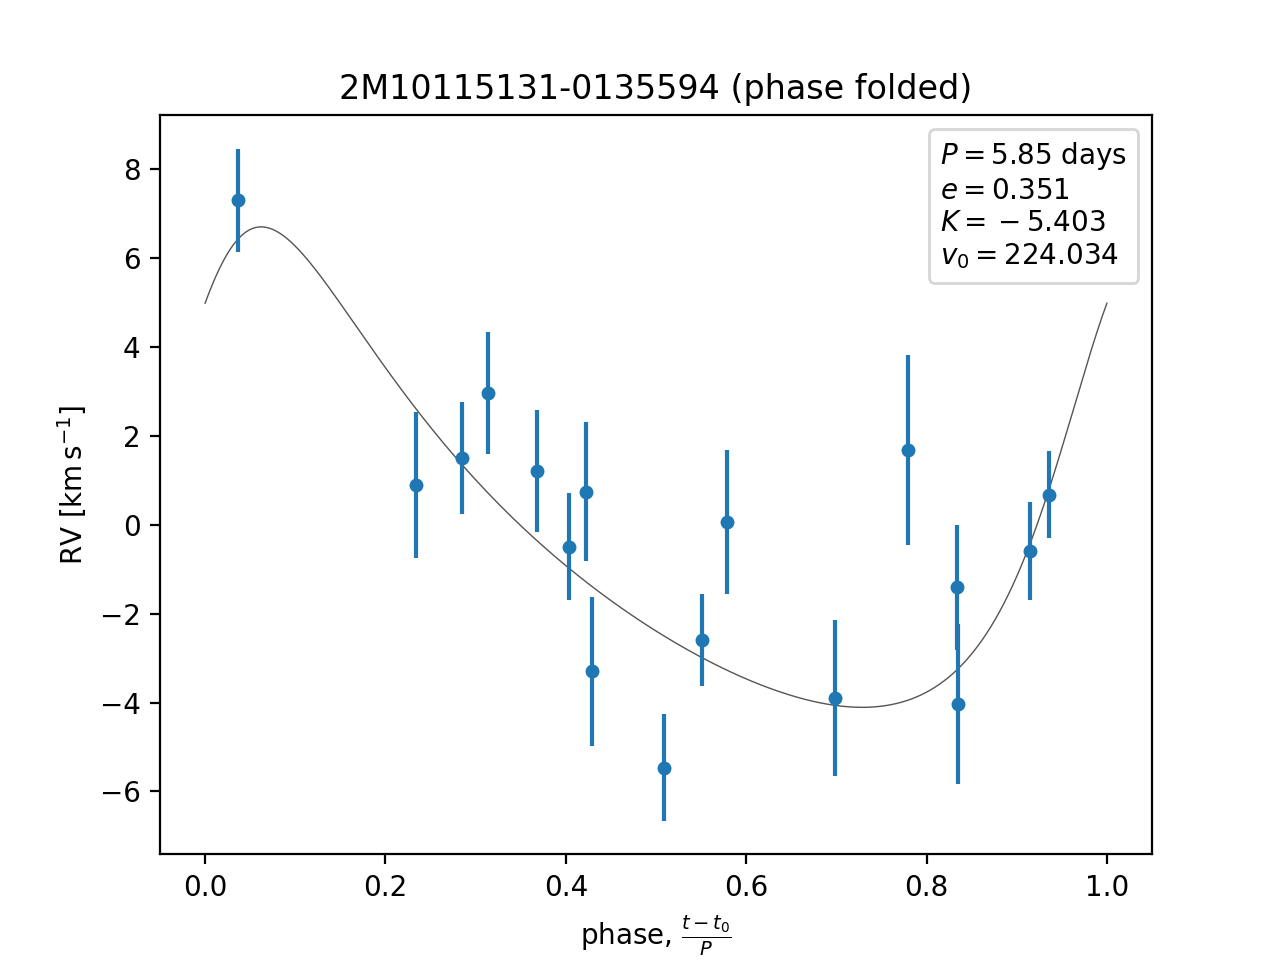 2M10115131-0135594 (phase folded)
P = 5.85 days
e = 0.351
K = −5.403
v₀ = 224.034
8
6
4
2
0
−2
−4
−6
RV [km s⁻¹]
0.0 0.2 0.4 0.6 0.8 1.0
phase, (t − t₀)/P